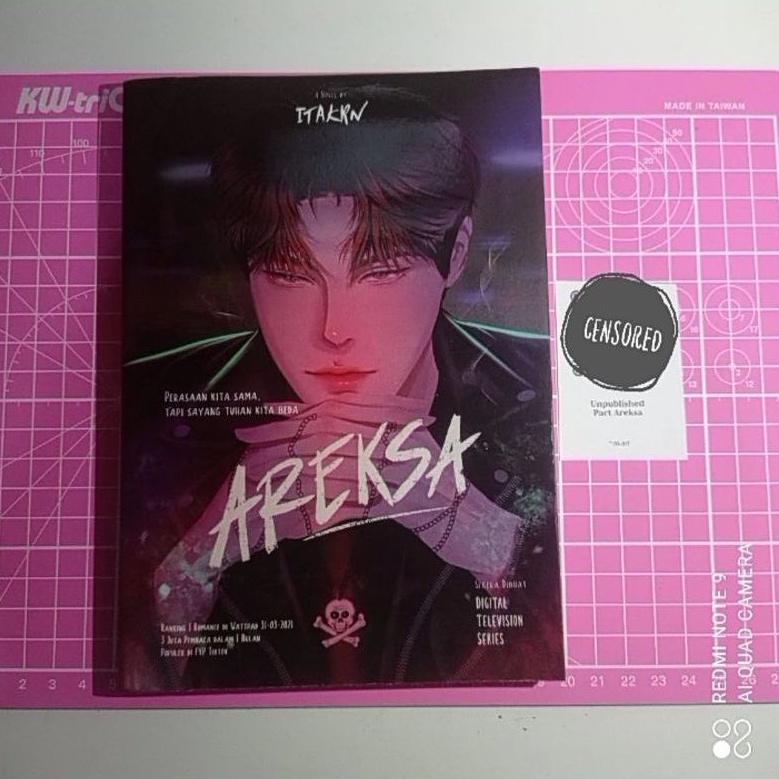 KW-triO
MADE IN TAIWAN
A NOVEL BY
ITAKRN
PERASAAN KITA SAMA,
TAPI SAYANG TUHAN KITA BEDA
AREKSA
RANKING 1 ROMANCE DI WATTPAD 31-03-2021
3 JUTA PEMBACA DALAM 1 BULAN
POPULER DI FYP TIKTOK
SEGERA DIBUAT
DIGITAL
TELEVISION
SERIES
CENSORED
Unpublished
Part Areksa
REDMI NOTE 9
AI QUAD CAMERA